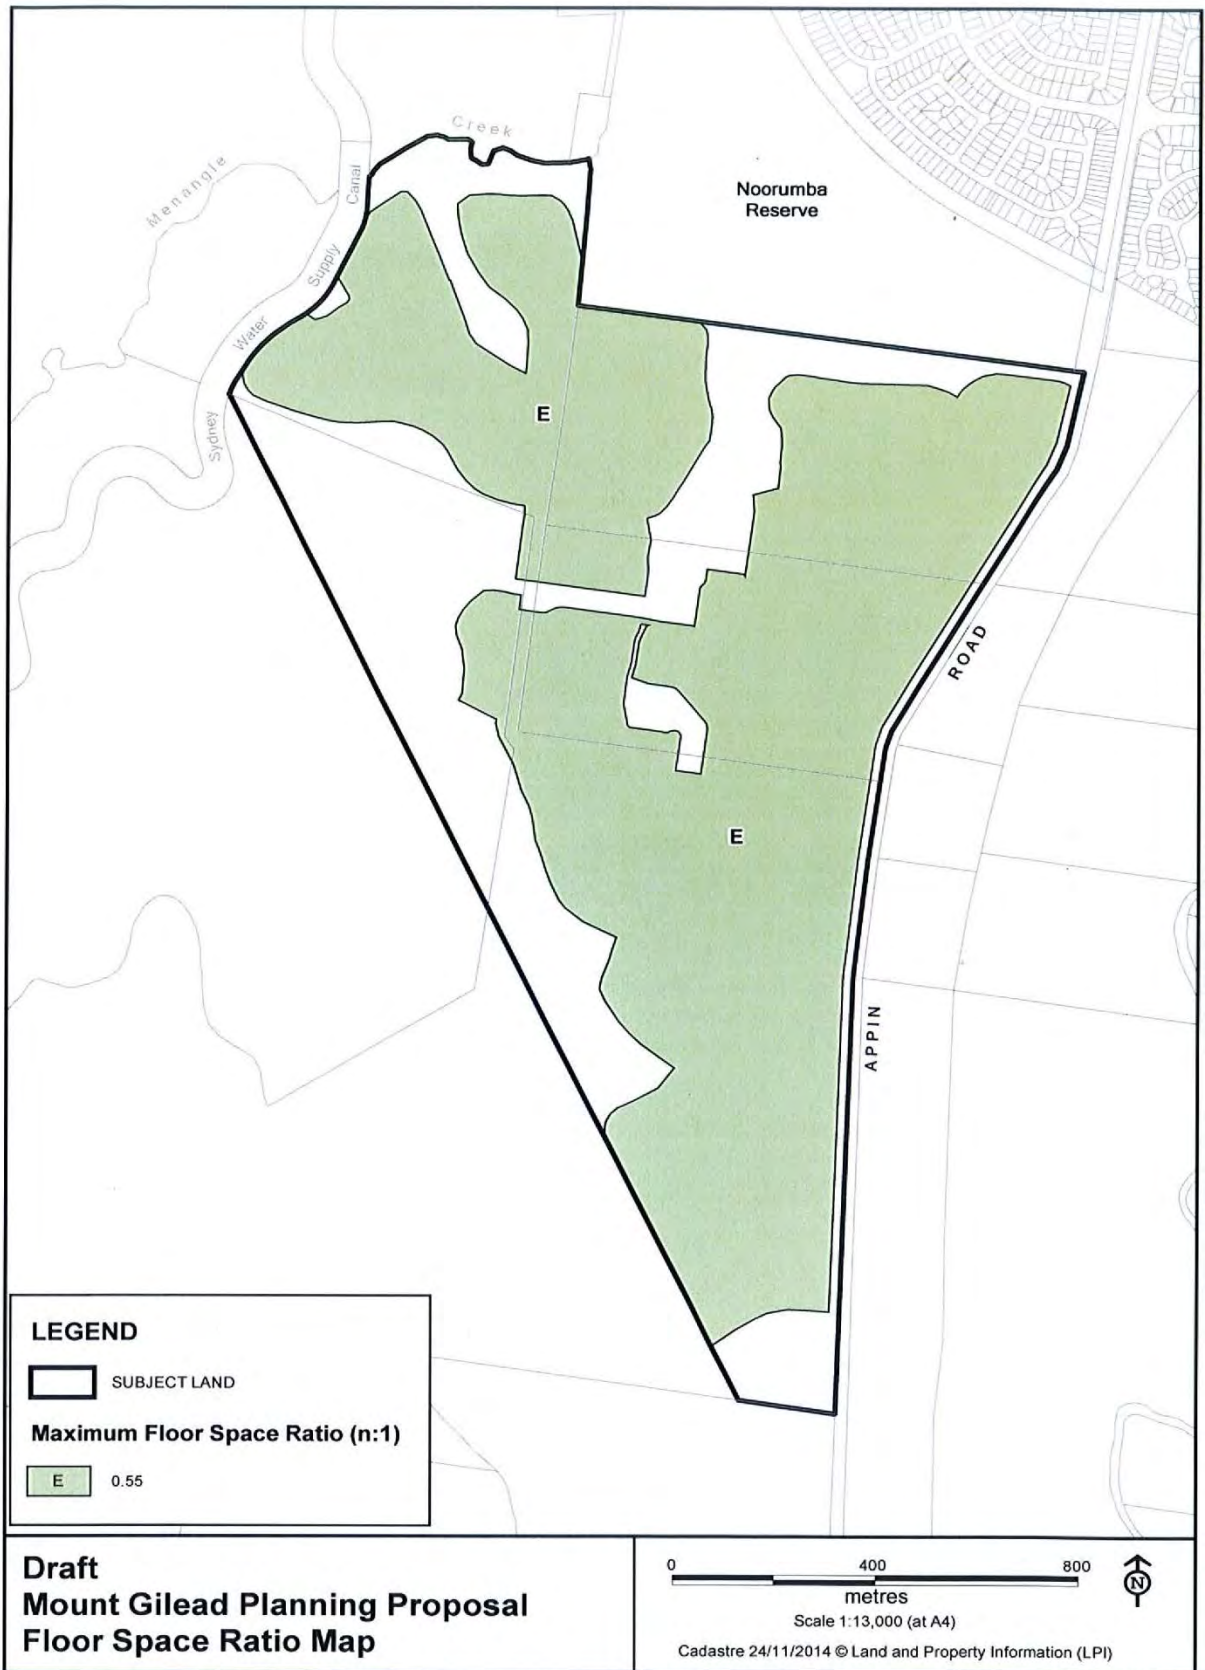 Creek
Menangle
Canal
Supply
Water
Sydney
Noorumba
Reserve
E
E
ROAD
APPIN
LEGEND
SUBJECT LAND
Maximum Floor Space Ratio (n:1)
E 0.55
Draft
Mount Gilead Planning Proposal
Floor Space Ratio Map
0 400 800
metres
Scale 1:13,000 (at A4)
Cadastre 24/11/2014 © Land and Property Information (LPI)
N